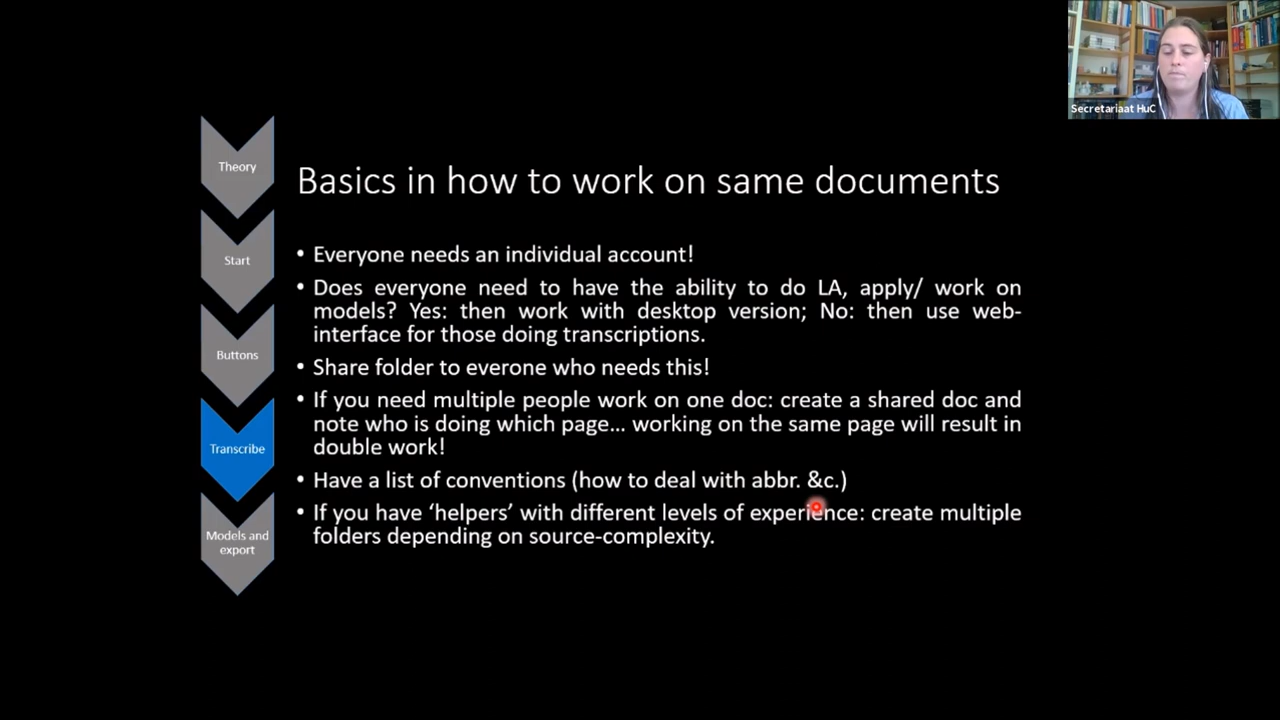 Secretariaat HuC
Theory
Start
Buttons
Transcribe
Models and
export
Basics in how to work on same documents
• Everyone needs an individual account!
• Does everyone need to have the ability to do LA, apply/ work on
models? Yes: then work with desktop version; No: then use web-
interface for those doing transcriptions.
• Share folder to everone who needs this!
• If you need multiple people work on one doc: create a shared doc and
note who is doing which page... working on the same page will result in
double work!
• Have a list of conventions (how to deal with abbr. &c.)
• If you have ‘helpers’ with different levels of experience: create multiple
folders depending on source-complexity.